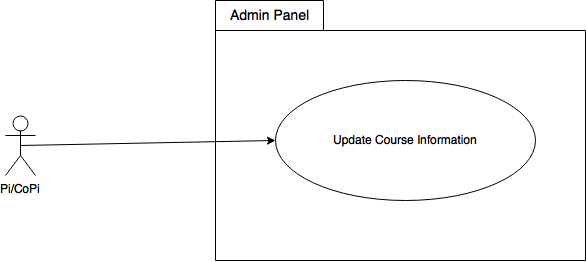 Admin Panel
Update Course Information
Pi/CoPi